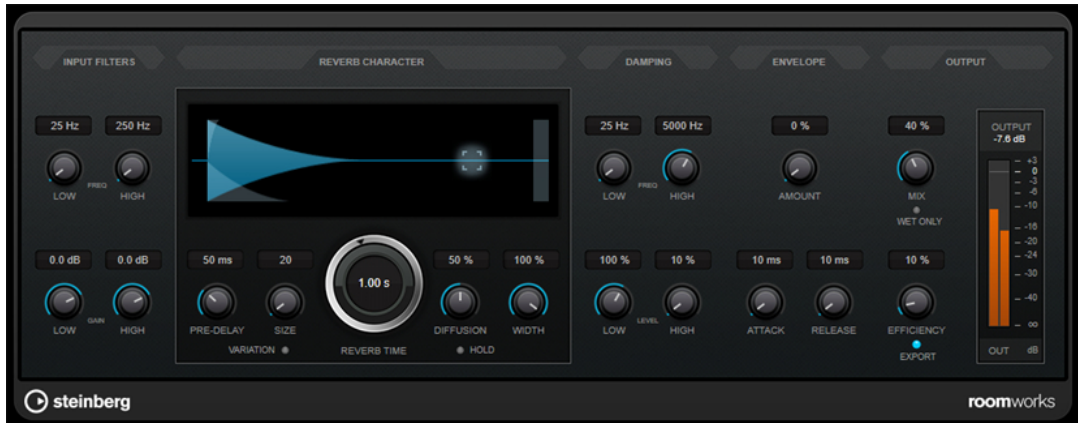 INPUT FILTERS
REVERB CHARACTER
DAMPING
ENVELOPE
OUTPUT
25 Hz
250 Hz
LOW
FREQ
HIGH
0.0 dB
0.0 dB
LOW
GAIN
HIGH
50 ms
20
1.00 s
50 %
100 %
PRE-DELAY
SIZE
DIFFUSION
WIDTH
VARIATION
REVERB TIME
HOLD
25 Hz
5000 Hz
LOW
FREQ
HIGH
100 %
10 %
LOW
LEVEL
HIGH
0 %
AMOUNT
10 ms
10 ms
ATTACK
RELEASE
40 %
MIX
WET ONLY
10 %
EFFICIENCY
EXPORT
OUTPUT
-7.6 dB
+3
0
-3
-6
-10
-16
-20
-24
-30
-40
∞
OUT dB
steinberg
roomworks